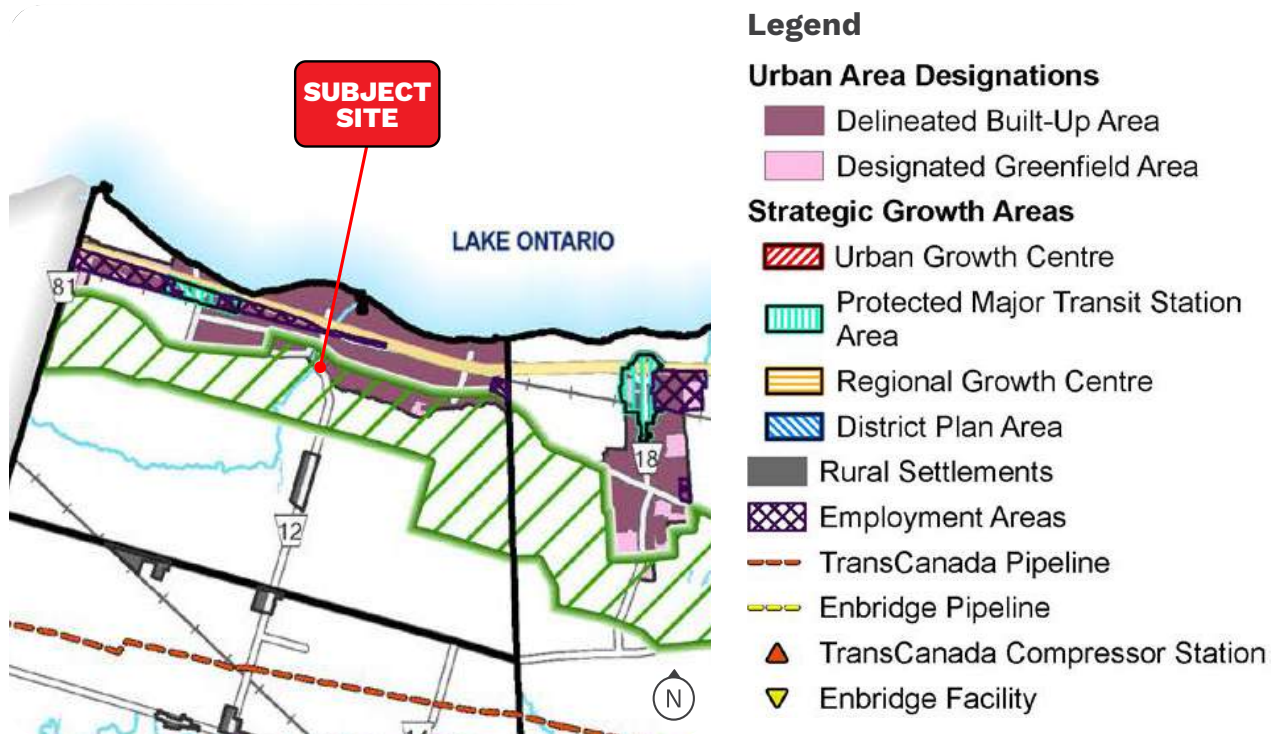 SUBJECT
SITE
LAKE ONTARIO
81
18
12
N
Legend
Urban Area Designations
Delineated Built-Up Area
Designated Greenfield Area
Strategic Growth Areas
Urban Growth Centre
Protected Major Transit Station
Area
Regional Growth Centre
District Plan Area
Rural Settlements
Employment Areas
TransCanada Pipeline
Enbridge Pipeline
TransCanada Compressor Station
Enbridge Facility